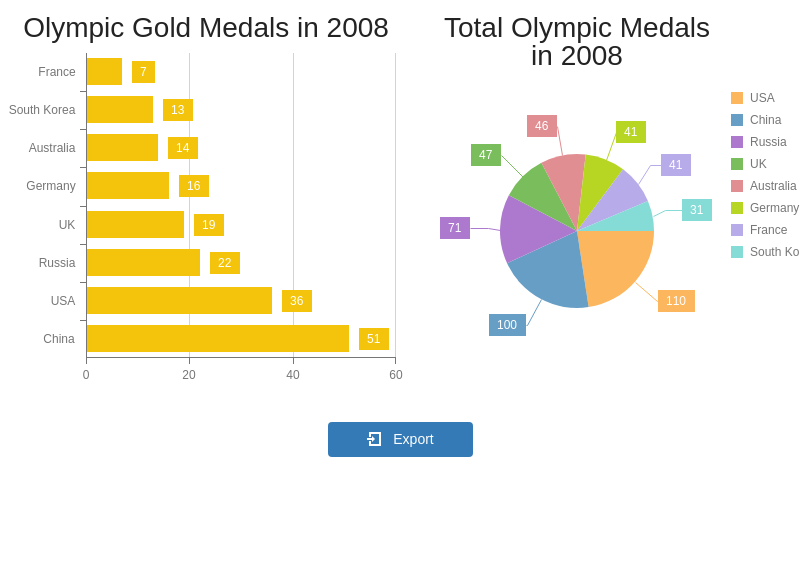 Olympic Gold Medals in 2008
France
7
South Korea
13
Australia
14
Germany
16
UK
19
Russia
22
USA
36
China
51
0
20
40
60
Total Olympic Medals
in 2008
46
41
47
41
31
71
110
100
USA
China
Russia
UK
Australia
Germany
France
South Ko
Export